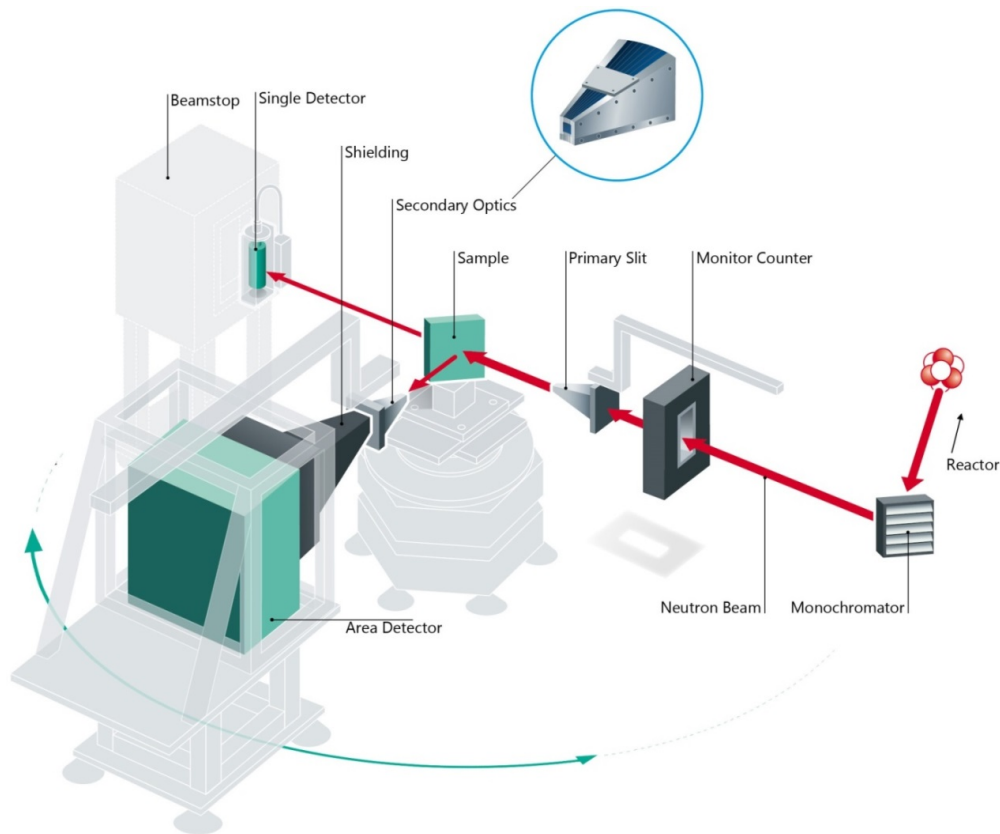 Beamstop
Single Detector
Shielding
Secondary Optics
Sample
Primary Slit
Monitor Counter
Reactor
Neutron Beam
Monochromator
Area Detector